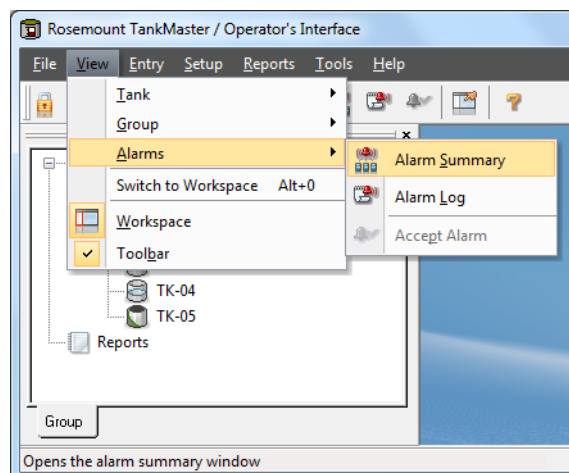 Rosemount TankMaster / Operator's Interface
File View Entry Setup Reports Tools Help
Tank
Group
Alarms
Alarm Summary
Switch to Workspace Alt+0
Alarm Log
Workspace
Accept Alarm
Toolbar
TK-04
TK-05
Reports
Group
Opens the alarm summary window